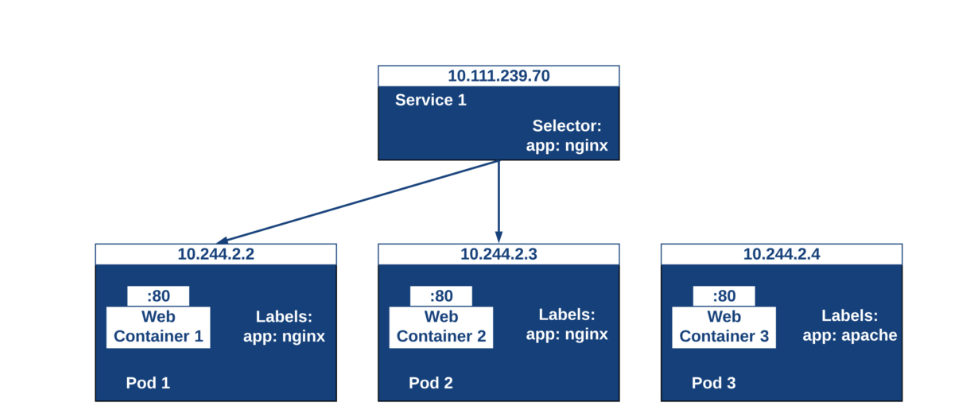 10.111.239.70
Service 1
Selector:
app: nginx
10.244.2.2
:80
Web
Container 1
Labels:
app: nginx
Pod 1
10.244.2.3
:80
Web
Container 2
Labels:
app: nginx
Pod 2
10.244.2.4
:80
Web
Container 3
Labels:
app: apache
Pod 3